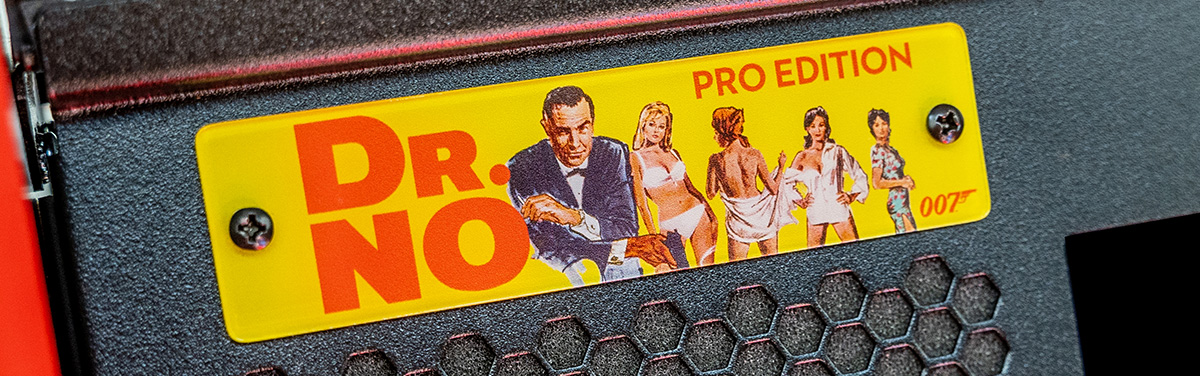 DR.
NO
PRO EDITION
007